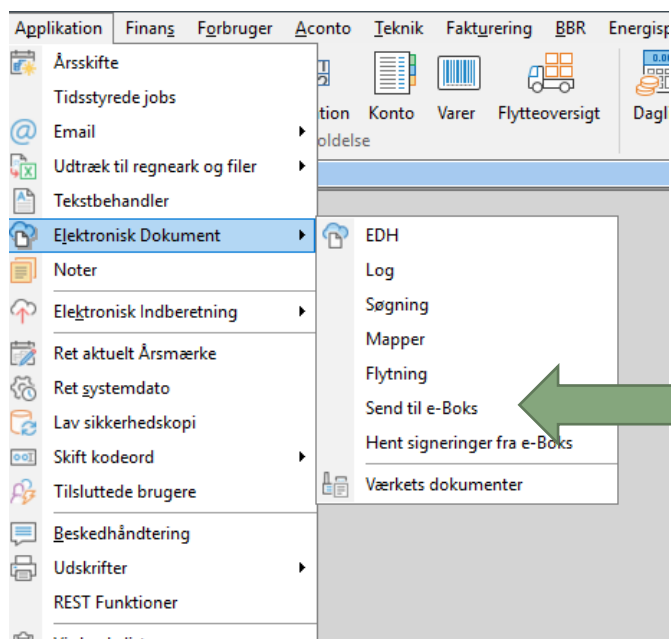 Applikation Finans Forbruger Aconto Teknik Fakturering BBR Energisp
Årsskifte
Tidsstyrede jobs
Email
Udtræk til regneark og filer
Tekstbehandler
Elektronisk Dokument
Noter
Elektronisk Indberetning
Ret aktuelt Årsmærke
Ret systemdato
Lav sikkerhedskopi
Skift kodeord
Tilsluttede brugere
Beskedhåndtering
Udskrifter
REST Funktioner
tion Konto Varer Flytteoversigt Dagl
oldelse
EDH
Log
Søgning
Mapper
Flytning
Send til e-Boks
Hent signeringer fra e-Boks
Værkets dokumenter